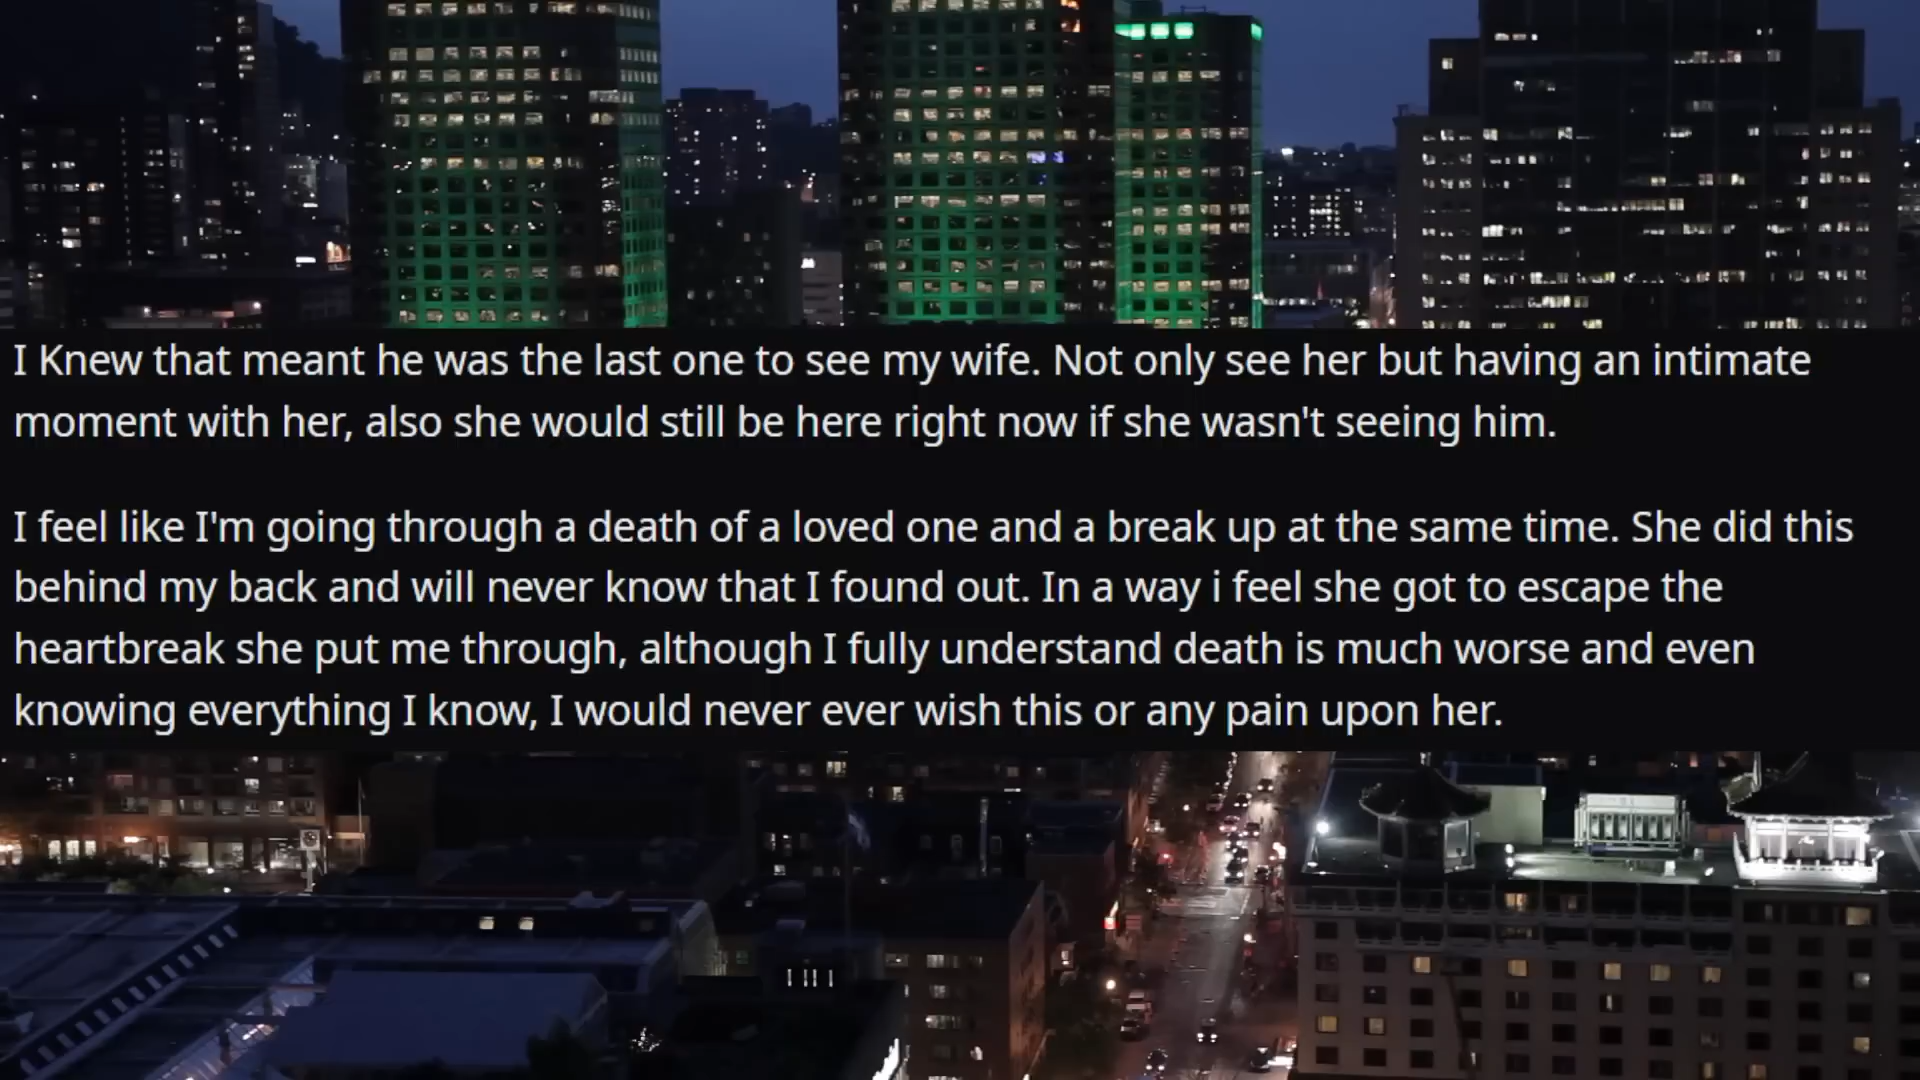 I Knew that meant he was the last one to see my wife. Not only see her but having an intimate
moment with her, also she would still be here right now if she wasn't seeing him.
I feel like I'm going through a death of a loved one and a break up at the same time. She did this
behind my back and will never know that I found out. In a way i feel she got to escape the
heartbreak she put me through, although I fully understand death is much worse and even
knowing everything I know, I would never ever wish this or any pain upon her.